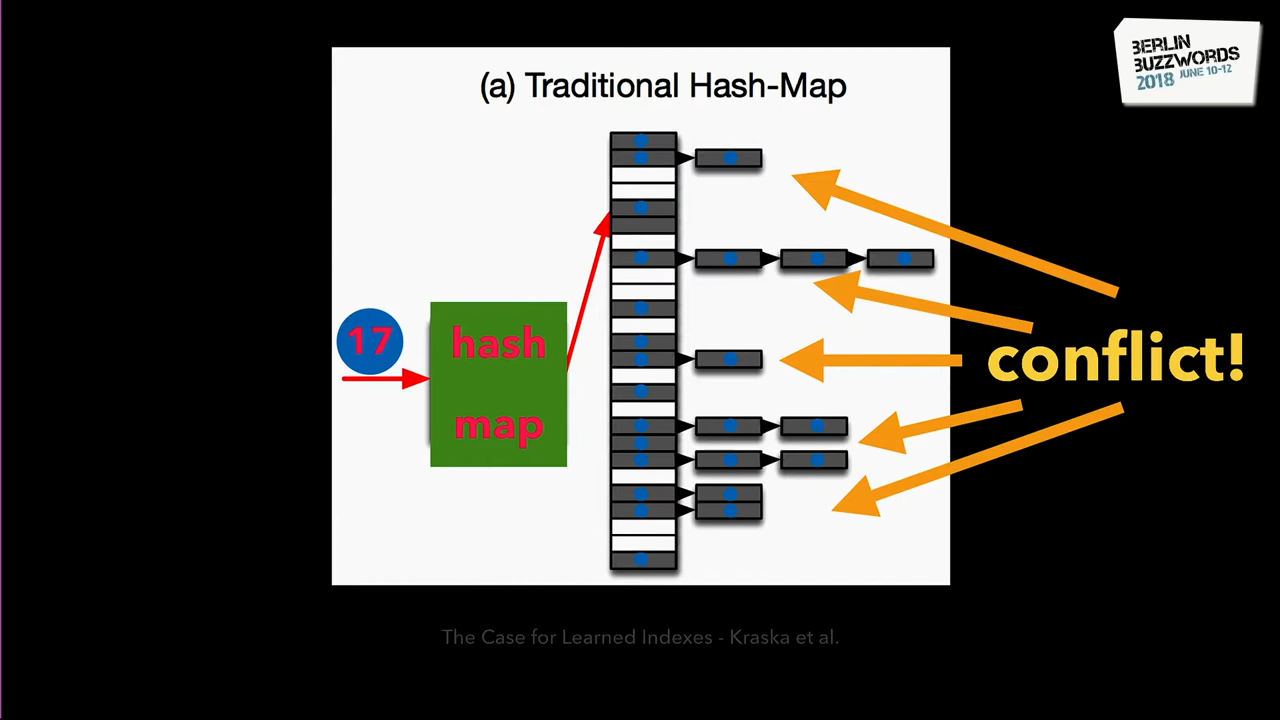 BERLIN
BUZZWORDS
2018 JUNE 10-12
(a) Traditional Hash-Map
17
hash
map
conflict!
The Case for Learned Indexes - Kraska et al.